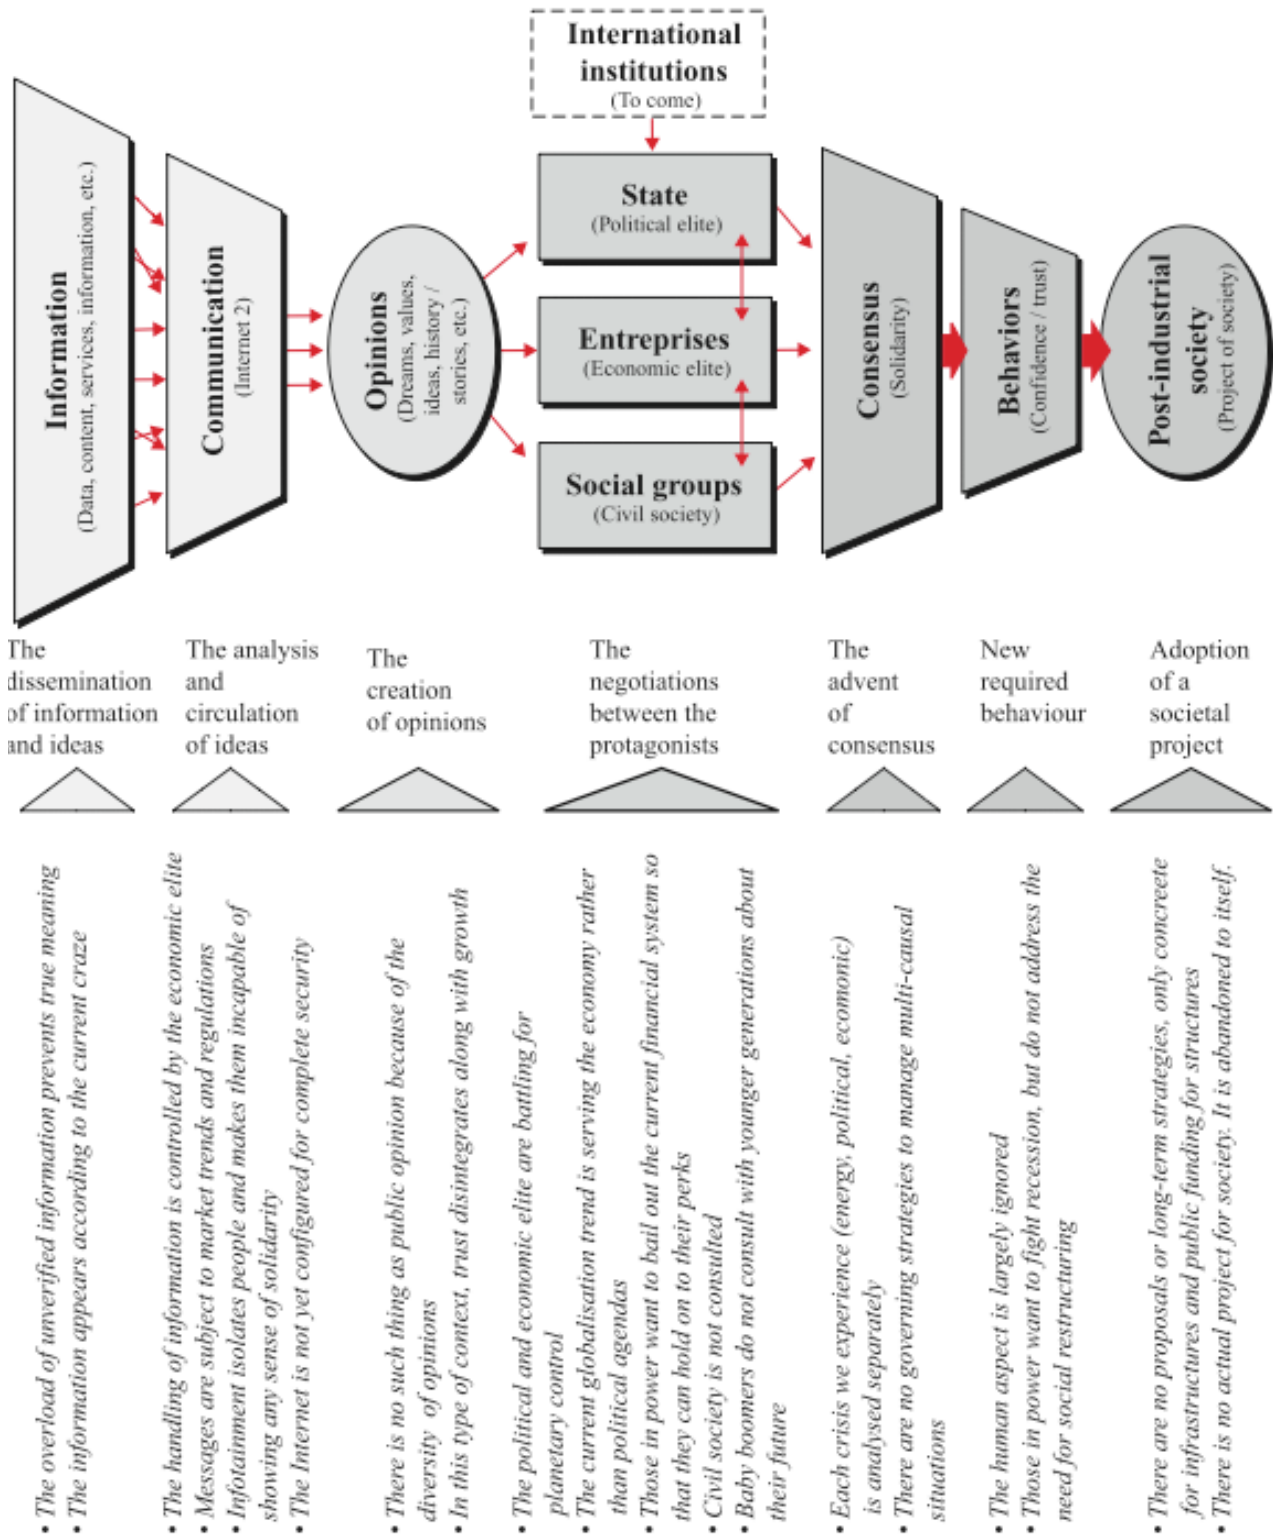 International
institutions
(To come)
Information
(Data, content, services, information, etc.)
Communication
(Internet 2)
Opinions
(Dreams, values,
ideas, history /
stories, etc.)
State
(Political elite)
Entreprises
(Economic elite)
Social groups
(Civil society)
Consensus
(Solidarity)
Behaviors
(Confidence / trust)
Post-industrial
society
(Project of society)
The
dissemination
of information
and ideas
The analysis
and
circulation
of ideas
The
creation
of opinions
The
negotiations
between the
protagonists
The
advent
of
consensus
New
required
behaviour
Adoption
of a
societal
project
• The overload of unverified information prevents true meaning
• The information appears according to the current craze
• The handling of information is controlled by the economic elite
• Messages are subject to market trends and regulations
• Infotainment isolates people and makes them incapable of
showing any sense of solidarity
• The Internet is not yet configured for complete security
• There is no such thing as public opinion because of the
diversity of opinions
• In this type of context, trust disintegrates along with growth
• The political and economic elite are battling for
planetary control
• The current globalisation trend is serving the economy rather
than political agendas
• Those in power want to bail out the current financial system so
that they can hold on to their perks
• Civil society is not consulted
• Baby boomers do not consult with younger generations about
their future
• Each crisis we experience (energy, political, ecomonic)
is analysed separately
• There are no governing strategies to manage multi-causal
situations
• The human aspect is largely ignored
• Those in power want to fight recession, but do not address the
need for social restructuring
• There are no proposals or long-term strategies, only concreete
for infrastructures and public funding for structures
• There is no actual project for society. It is abandoned to itself.